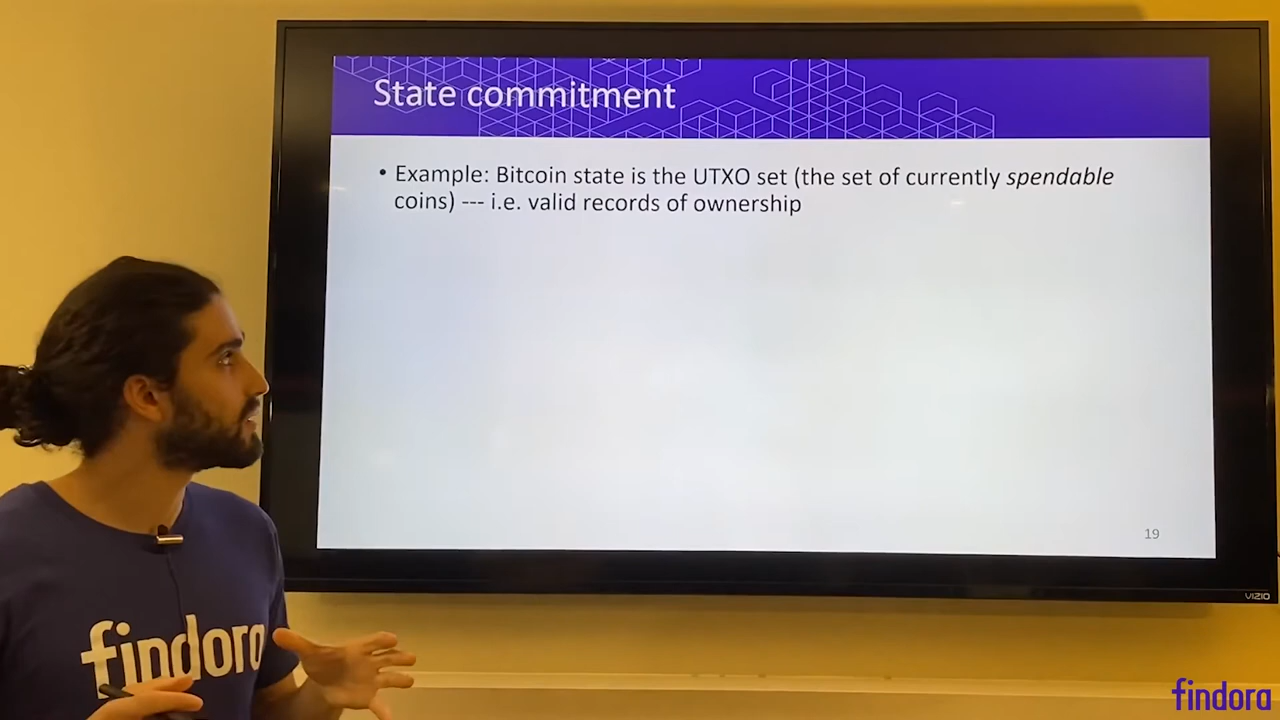 State commitment
• Example: Bitcoin state is the UTXO set (the set of currently spendable
coins) --- i.e. valid records of ownership
19
VIZIO
findora
findora